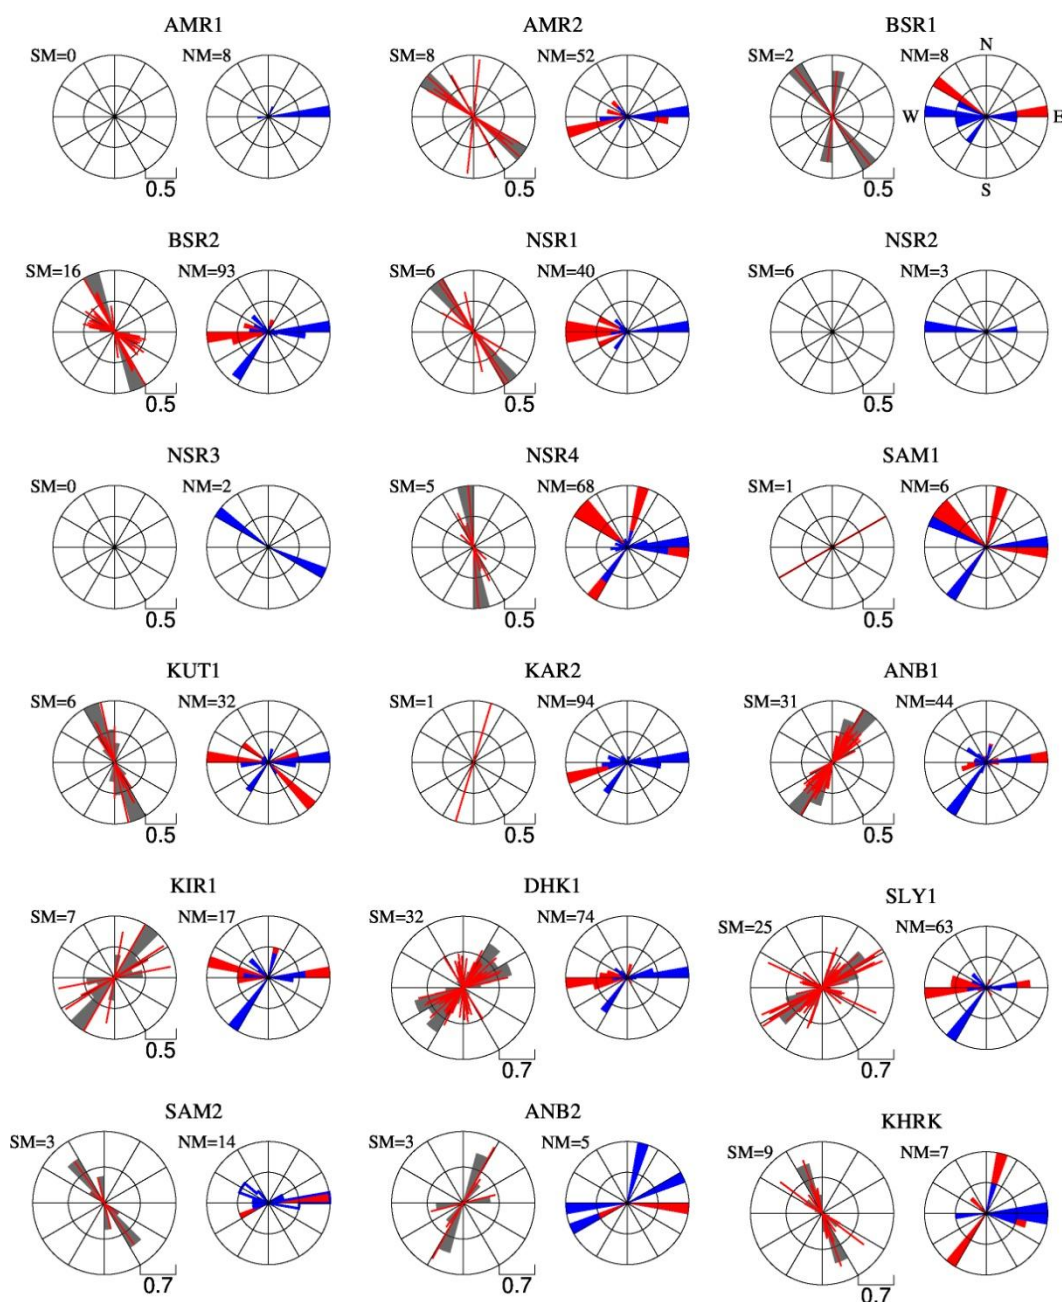 AMR1
SM=0
NM=8
0.5
AMR2
SM=8
NM=52
0.5
BSR1
SM=2
NM=8
N
W
E
S
0.5
BSR2
SM=16
NM=93
0.5
NSR1
SM=6
NM=40
0.5
NSR2
SM=6
NM=3
0.5
NSR3
SM=0
NM=2
0.5
NSR4
SM=5
NM=68
0.5
SAM1
SM=1
NM=6
0.5
KUT1
SM=6
NM=32
0.5
KAR2
SM=1
NM=94
0.5
ANB1
SM=31
NM=44
0.5
KIR1
SM=7
NM=17
0.5
DHK1
SM=32
NM=74
0.7
SLY1
SM=25
NM=63
0.7
SAM2
SM=3
NM=14
0.7
ANB2
SM=3
NM=5
0.7
KHRK
SM=9
NM=7
0.7